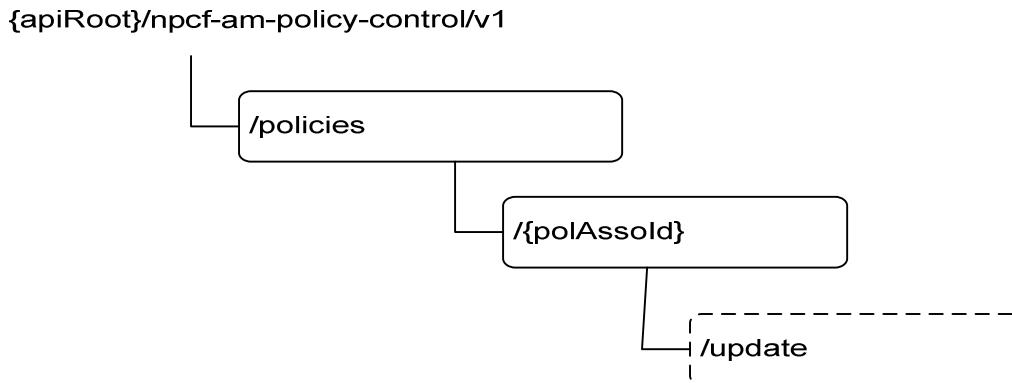 {apiRoot}/npcf-am-policy-control/v1
/policies
/{polAssoId}
/update